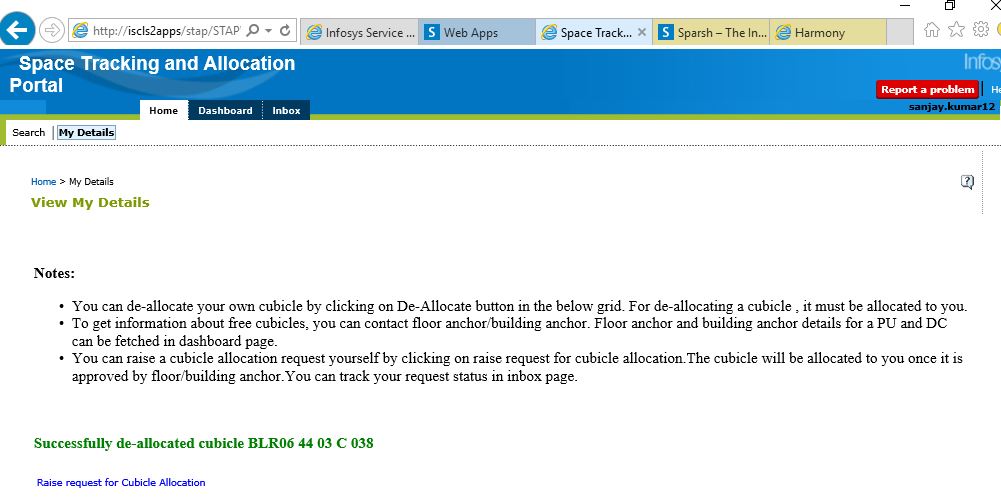 http://iscls2apps/stap/STAP
Infosys Service ...
Web Apps
Space Track...
Sparsh – The In...
Harmony
Space Tracking and Allocation
Portal
Report a problem
sanjay.kumar12
Home
Dashboard
Inbox
Search
My Details
Home > My Details
View My Details
Notes:
• You can de-allocate your own cubicle by clicking on De-Allocate button in the below grid. For de-allocating a cubicle , it must be allocated to you.
• To get information about free cubicles, you can contact floor anchor/building anchor. Floor anchor and building anchor details for a PU and DC
can be fetched in dashboard page.
• You can raise a cubicle allocation request yourself by clicking on raise request for cubicle allocation.The cubicle will be allocated to you once it is
approved by floor/building anchor.You can track your request status in inbox page.
Successfully de-allocated cubicle BLR06 44 03 C 038
Raise request for Cubicle Allocation